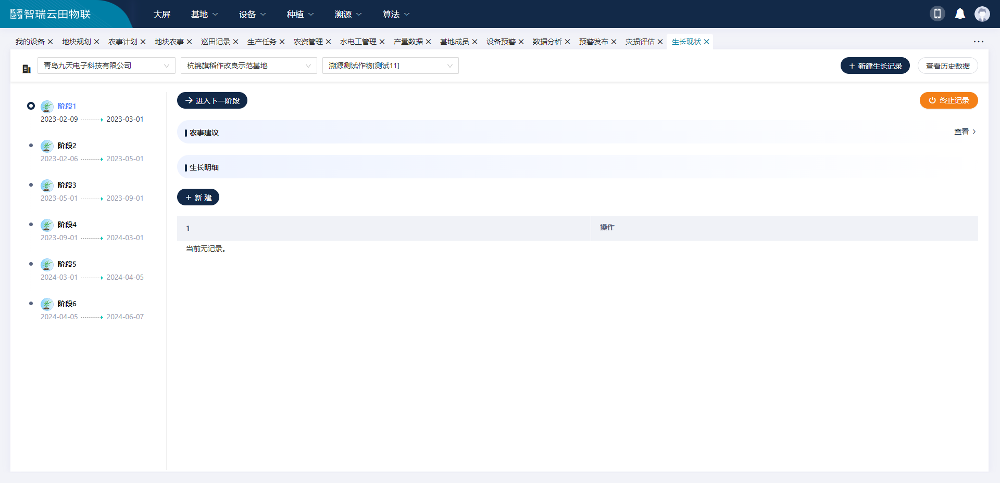 智瑞云田物联 大屏 基地 设备 种植 溯源 算法
我的设备 地块规划 农事计划 地块农事 巡田记录 生产任务 农资管理 水电工管理 产量数据 基地成员 设备预警 数据分析 预警发布 灾损评估 生长现状
青岛九天电子科技有限公司 杭锦旗稻作改良示范基地 溯源测试作物[测试11] 新建生长记录 查看历史数据
阶段1
2023-02-09 2023-03-01
阶段2
2023-02-06 2023-05-01
阶段3
2023-05-01 2023-09-01
阶段4
2023-09-01 2024-03-01
阶段5
2024-03-01 2024-04-05
阶段6
2024-04-05 2024-06-07
进入下一阶段 终止记录
农事建议 查看
生长明细
新 建
1 操作
当前无记录。